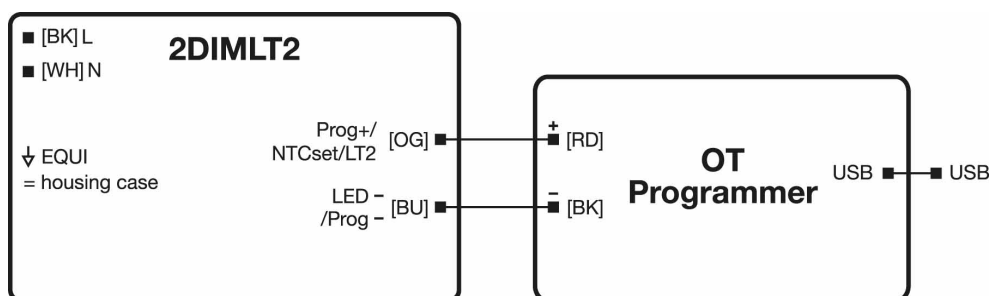 [BK] L
[WH] N
2DIMLT2
EQUI
= housing case
Prog+/
NTCset/LT2
[OG]
LED –
/Prog –
[BU]
+
[RD]
–
[BK]
OT
Programmer
USB
USB